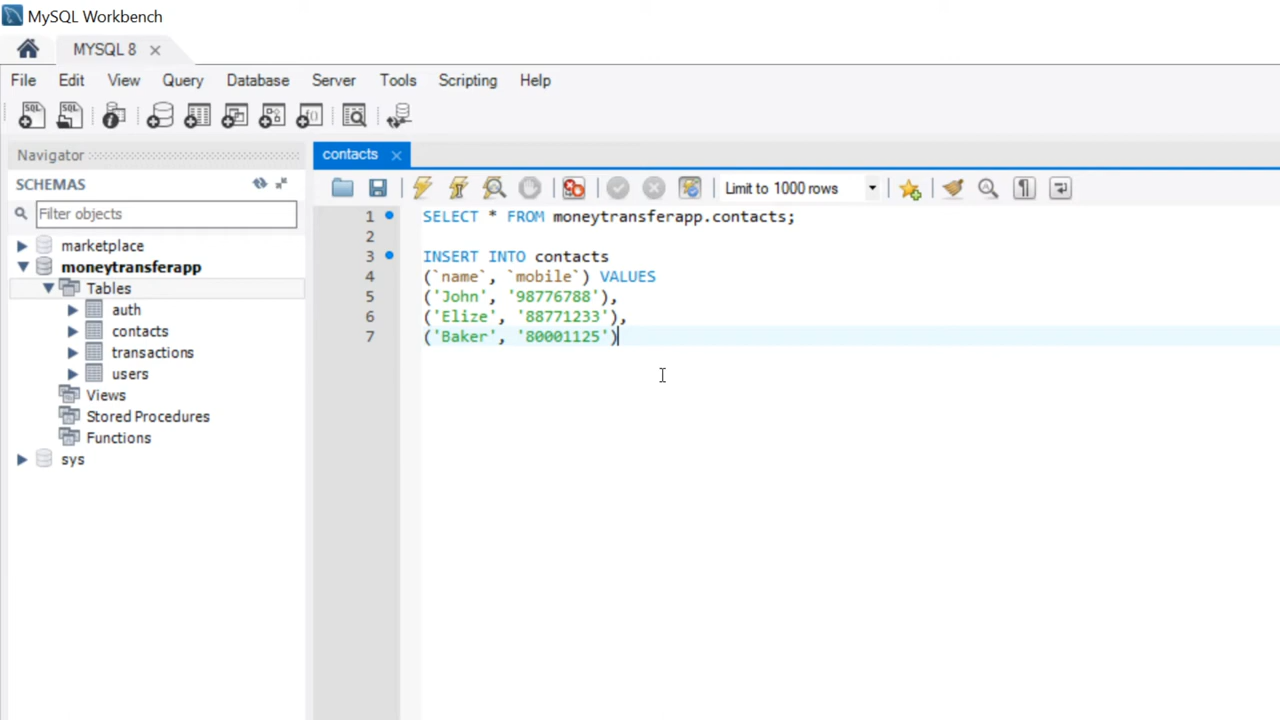 MySQL Workbench
MYSQL 8
File Edit View Query Database Server Tools Scripting Help
SQL SQL
Navigator
contacts
SCHEMAS
Limit to 1000 rows
Filter objects
marketplace
moneytransferapp
Tables
auth
contacts
transactions
users
Views
Stored Procedures
Functions
sys
1 SELECT * FROM moneytransferapp.contacts;
2
3 INSERT INTO contacts
4 (`name`, `mobile`) VALUES
5 ('John', '98776788'),
6 ('Elize', '88771233'),
7 ('Baker', '80001125')